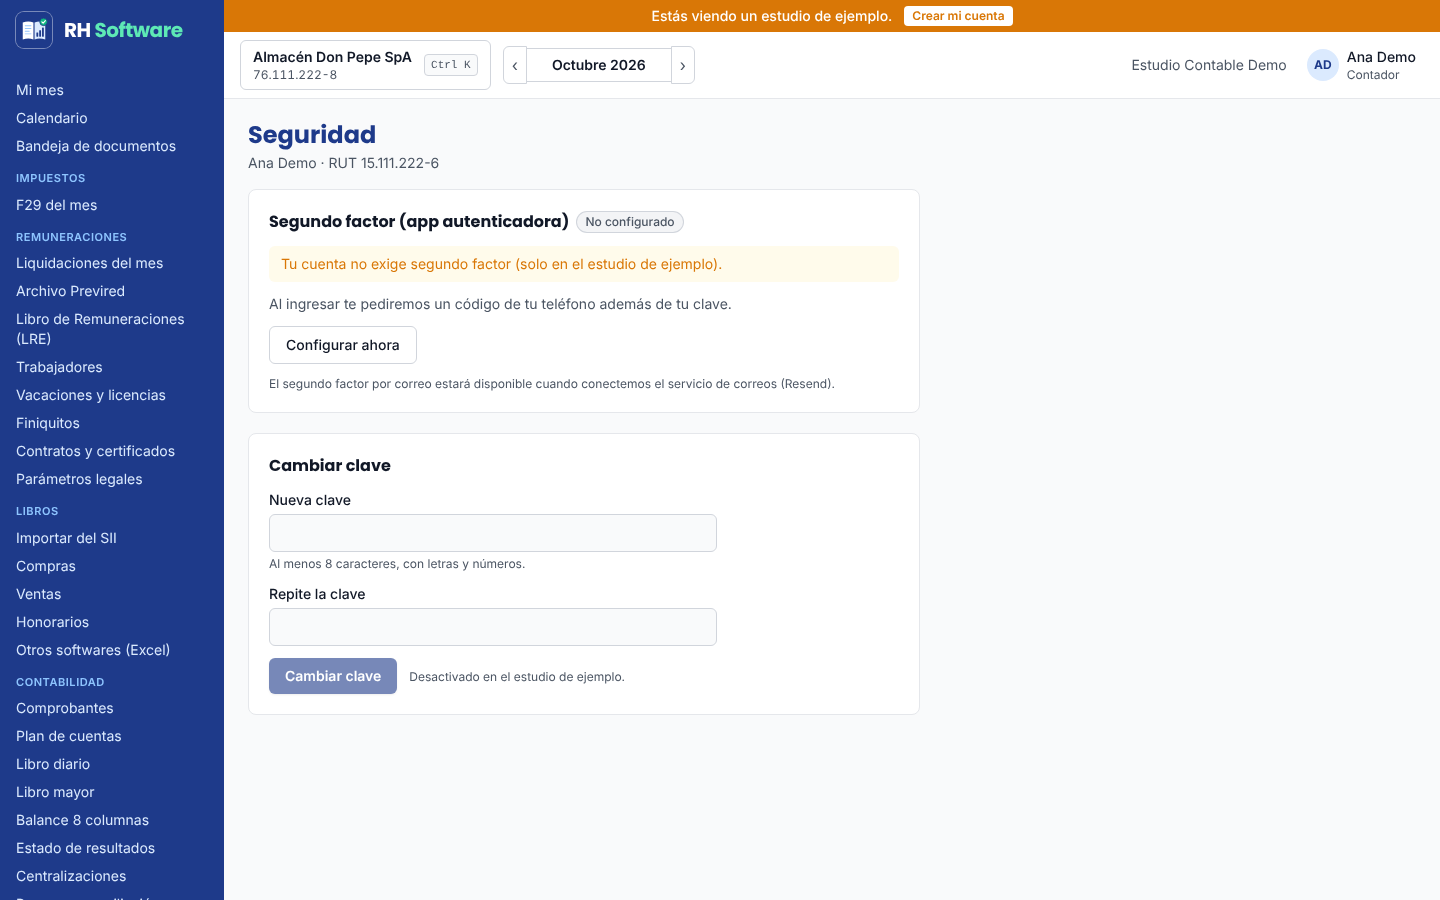 RH Software
Mi mes
Calendario
Bandeja de documentos
IMPUESTOS
F29 del mes
REMUNERACIONES
Liquidaciones del mes
Archivo Previred
Libro de Remuneraciones
(LRE)
Trabajadores
Vacaciones y licencias
Finiquitos
Contratos y certificados
Parámetros legales
LIBROS
Importar del SII
Compras
Ventas
Honorarios
Otros softwares (Excel)
CONTABILIDAD
Comprobantes
Plan de cuentas
Libro diario
Libro mayor
Balance 8 columnas
Estado de resultados
Centralizaciones
Estás viendo un estudio de ejemplo. Crear mi cuenta
Almacén Don Pepe SpA
76.111.222-8
Ctrl K
‹ Octubre 2026 ›
Estudio Contable Demo
AD
Ana Demo
Contador
Seguridad
Ana Demo · RUT 15.111.222-6
Segundo factor (app autenticadora) No configurado
Tu cuenta no exige segundo factor (solo en el estudio de ejemplo).
Al ingresar te pediremos un código de tu teléfono además de tu clave.
Configurar ahora
El segundo factor por correo estará disponible cuando conectemos el servicio de correos (Resend).
Cambiar clave
Nueva clave
Al menos 8 caracteres, con letras y números.
Repite la clave
Cambiar clave Desactivado en el estudio de ejemplo.